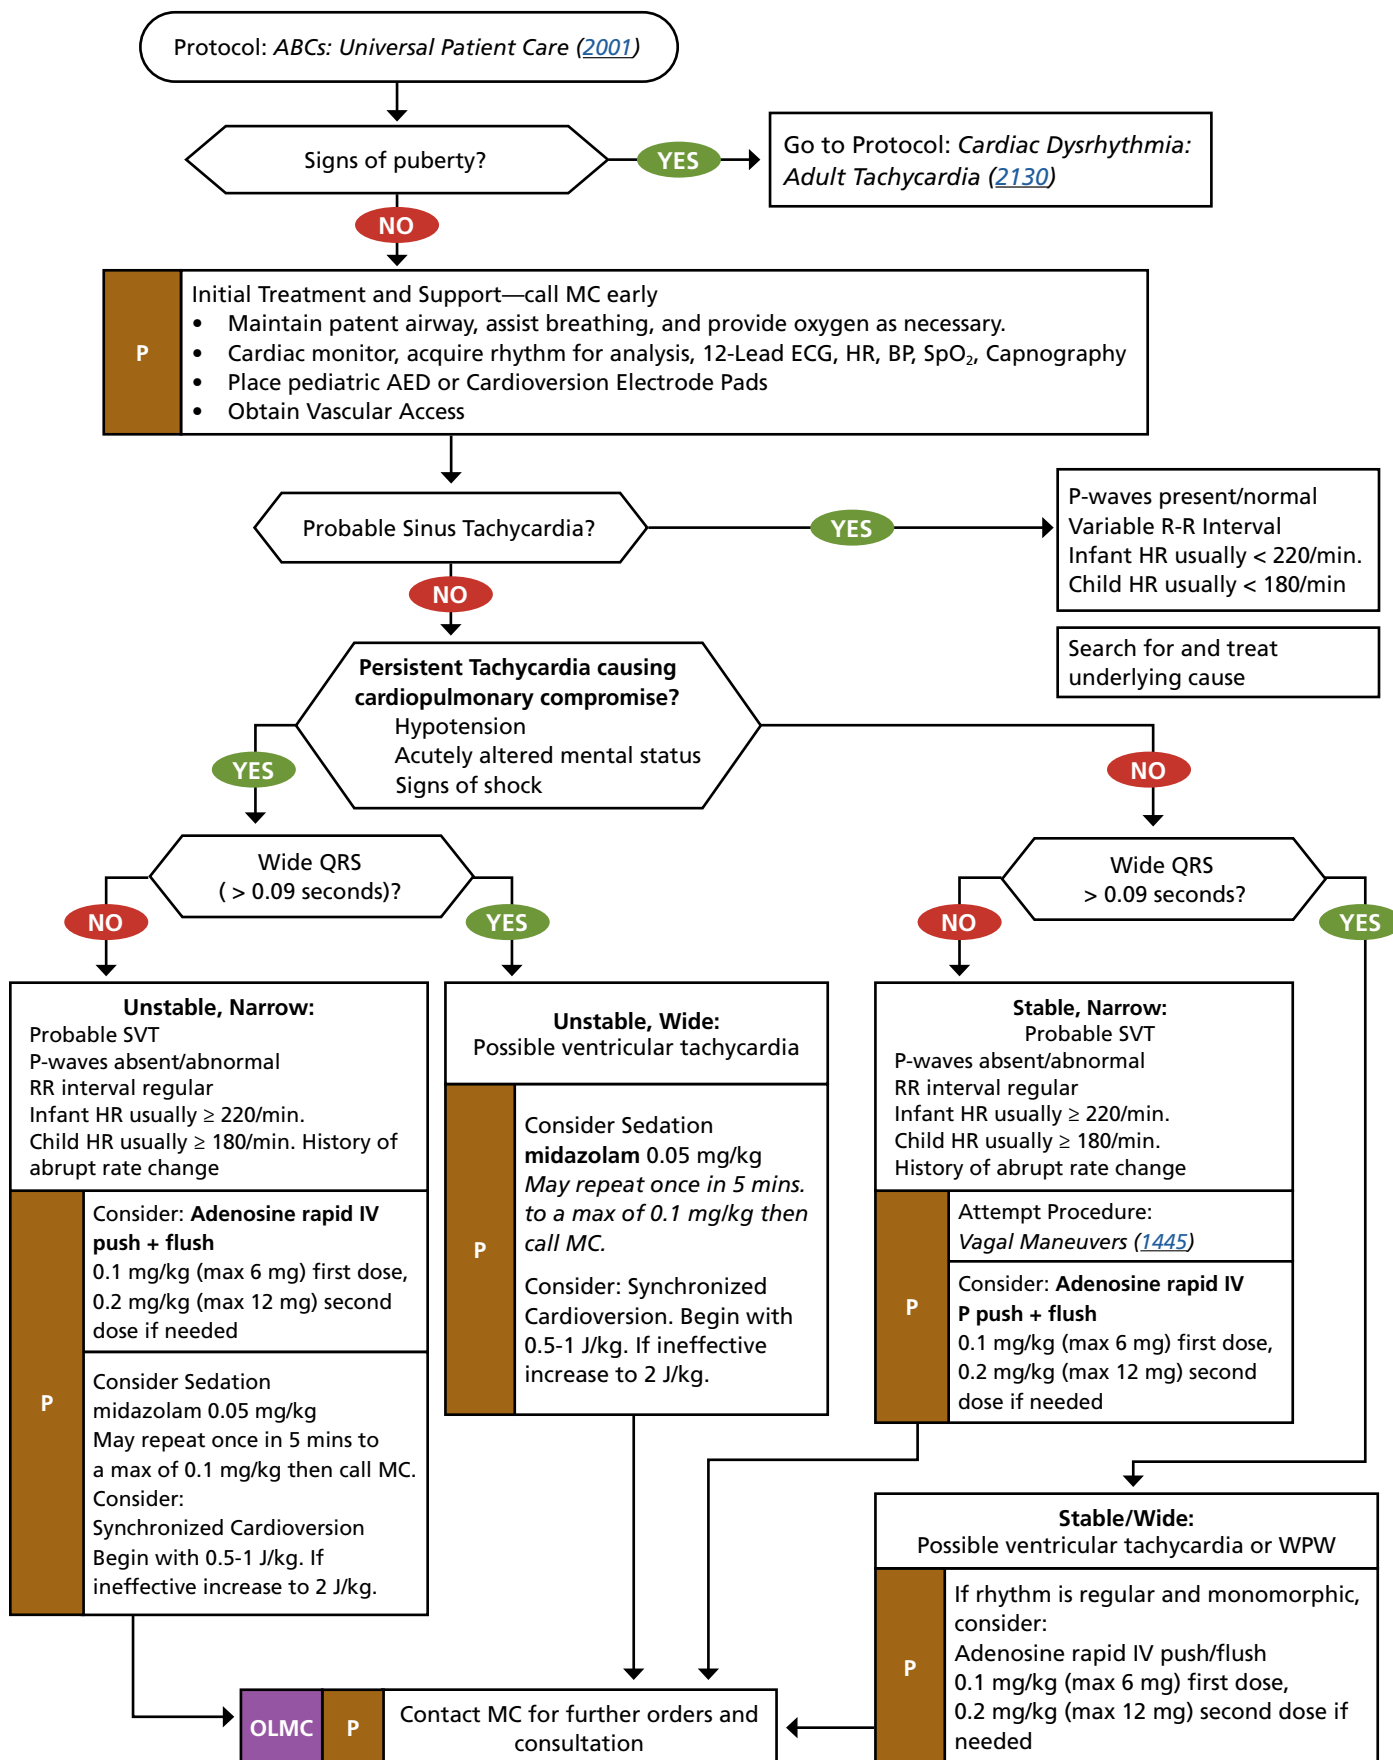 Protocol: ABCs: Universal Patient Care (2001)
Signs of puberty?
YES
Go to Protocol: Cardiac Dysrhythmia:
Adult Tachycardia (2130)
NO
P
Initial Treatment and Support—call MC early
• Maintain patent airway, assist breathing, and provide oxygen as necessary.
• Cardiac monitor, acquire rhythm for analysis, 12-Lead ECG, HR, BP, SpO₂, Capnography
• Place pediatric AED or Cardioversion Electrode Pads
• Obtain Vascular Access
Probable Sinus Tachycardia?
YES
P-waves present/normal
Variable R-R Interval
Infant HR usually < 220/min.
Child HR usually < 180/min
Search for and treat
underlying cause
NO
Persistent Tachycardia causing
cardiopulmonary compromise?
Hypotension
Acutely altered mental status
Signs of shock
YES
NO
Wide QRS
( > 0.09 seconds)?
NO
YES
Wide QRS
> 0.09 seconds?
NO
YES
Unstable, Narrow:
Probable SVT
P-waves absent/abnormal
RR interval regular
Infant HR usually ≥ 220/min.
Child HR usually ≥ 180/min. History of
abrupt rate change
P
Consider: Adenosine rapid IV
push + flush
0.1 mg/kg (max 6 mg) first dose,
0.2 mg/kg (max 12 mg) second
dose if needed
Consider Sedation
midazolam 0.05 mg/kg
May repeat once in 5 mins to
a max of 0.1 mg/kg then call MC.
Consider:
Synchronized Cardioversion
Begin with 0.5-1 J/kg. If
ineffective increase to 2 J/kg.
Unstable, Wide:
Possible ventricular tachycardia
P
Consider Sedation
midazolam 0.05 mg/kg
May repeat once in 5 mins.
to a max of 0.1 mg/kg then
call MC.
Consider: Synchronized
Cardioversion. Begin with
0.5-1 J/kg. If ineffective
increase to 2 J/kg.
Stable, Narrow:
Probable SVT
P-waves absent/abnormal
RR interval regular
Infant HR usually ≥ 220/min.
Child HR usually ≥ 180/min.
History of abrupt rate change
P
Attempt Procedure:
Vagal Maneuvers (1445)
Consider: Adenosine rapid IV
P push + flush
0.1 mg/kg (max 6 mg) first dose,
0.2 mg/kg (max 12 mg) second
dose if needed
Stable/Wide:
Possible ventricular tachycardia or WPW
P
If rhythm is regular and monomorphic,
consider:
Adenosine rapid IV push/flush
0.1 mg/kg (max 6 mg) first dose,
0.2 mg/kg (max 12 mg) second dose if
needed
OLMC
P
Contact MC for further orders and
consultation